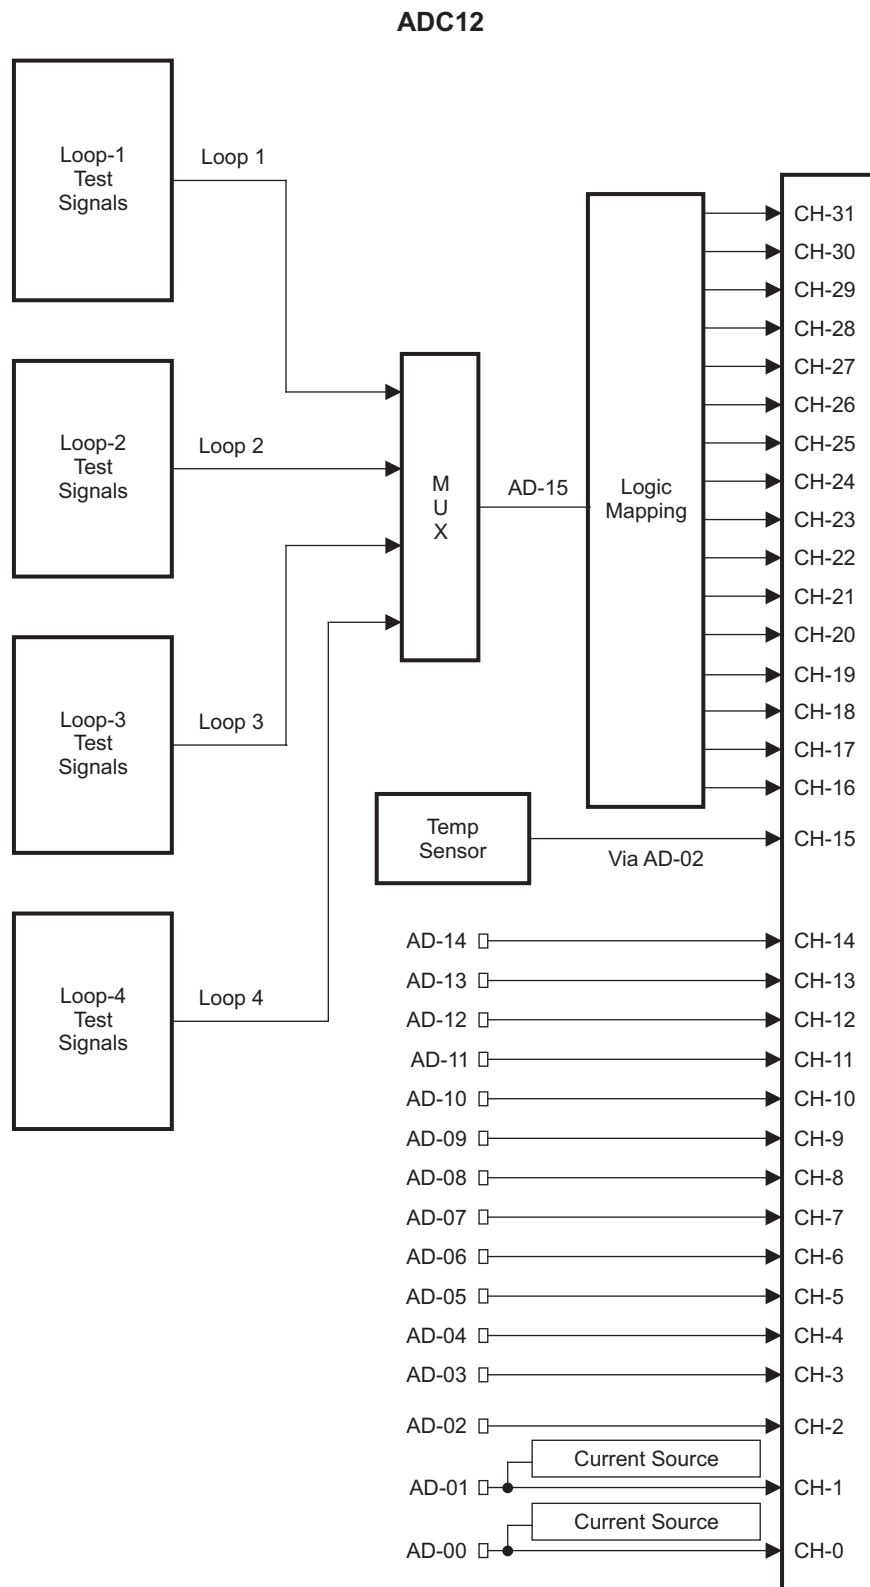 ADC12
Loop-1
Test
Signals
Loop 1
Loop-2
Test
Signals
Loop 2
Loop-3
Test
Signals
Loop 3
Loop-4
Test
Signals
Loop 4
M
U
X
AD-15
Logic
Mapping
CH-31
CH-30
CH-29
CH-28
CH-27
CH-26
CH-25
CH-24
CH-23
CH-22
CH-21
CH-20
CH-19
CH-18
CH-17
CH-16
Temp
Sensor
Via AD-02
CH-15
AD-14 CH-14
AD-13 CH-13
AD-12 CH-12
AD-11 CH-11
AD-10 CH-10
AD-09 CH-9
AD-08 CH-8
AD-07 CH-7
AD-06 CH-6
AD-05 CH-5
AD-04 CH-4
AD-03 CH-3
AD-02 CH-2
Current Source
AD-01 CH-1
Current Source
AD-00 CH-0